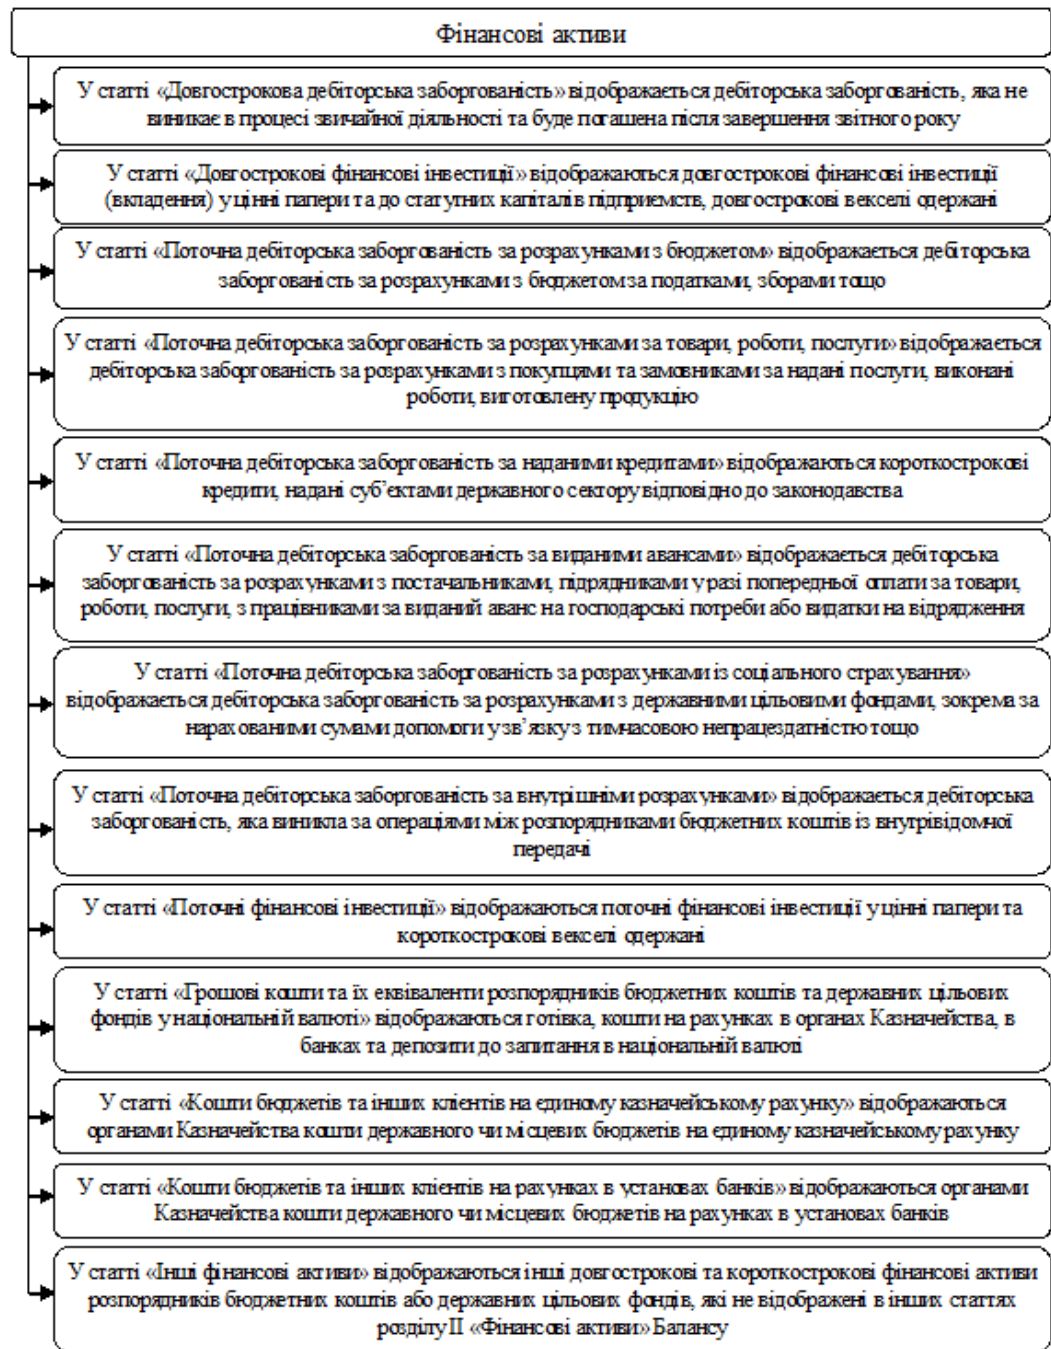 Фінансові активи
У статті «Довгострокова дебіторська заборгованість» відображається дебіторська заборгованість, яка не
виникає в процесі звичайної діяльності та буде погашена після завершення звітного року
У статті «Довгострокові фінансові інвестиції» відображаються довгострокові фінансові інвестиції
(вкладення) у цінні папери та до статутних капіталів підприємств, довгострокові векселі одержані
У статті «Поточна дебіторська заборгованість за розрахунками з бюджетом» відображається дебіторська
заборгованість за розрахунками з бюджетом за податками, зборами тощо
У статті «Поточна дебіторська заборгованість за розрахунками за товари, роботи, послуги» відображається
дебіторська заборгованість за розрахунками з покупцями та замовниками за надані послуги, виконані
роботи, виготовлену продукцію
У статті «Поточна дебіторська заборгованість за наданими кредитами» відображаються короткострокові
кредити, надані суб’єктами державного сектору відповідно до законодавства
У статті «Поточна дебіторська заборгованість за виданими авансами» відображається дебіторська
заборгованість за розрахунками з постачальниками, підрядниками у разі попередньої оплати за товари,
роботи, послуги, з працівниками за виданий аванс на господарські потреби або видатки на відрядження
У статті «Поточна дебіторська заборгованість за розрахунками із соціального страхування»
відображається дебіторська заборгованість за розрахунками з державними цільовими фондами, зокрема за
нарахованими сумами допомоги у зв’язку з тимчасовою непрацездатністю тощо
У статті «Поточна дебіторська заборгованість за внутрішніми розрахунками» відображається дебіторська
заборгованість, яка виникла за операціями між розпорядниками бюджетних коштів із внутрівідомчої
передачі
У статті «Поточні фінансові інвестиції» відображаються поточні фінансові інвестиції у цінні папери та
короткострокові векселі одержані
У статті «Грошові кошти та їх еквіваленти розпорядників бюджетних коштів та державних цільових
фондів у національній валюті» відображаються готівка, кошти на рахунках в органах Казначейства, в
банках та депозити до запитання в національній валюті
У статті «Кошти бюджетів та інших клієнтів на єдиному казначейському рахунку» відображаються
органами Казначейства кошти державного чи місцевих бюджетів на єдиному казначейському рахунку
У статті «Кошти бюджетів та інших клієнтів на рахунках в установах банків» відображаються органами
Казначейства кошти державного чи місцевих бюджетів на рахунках в установах банків
У статті «Інші фінансові активи» відображаються інші довгострокові та короткострокові фінансові активи
розпорядників бюджетних коштів або державних цільових фондів, які не відображені в інших статтях
розділу II «Фінансові активи» Балансу